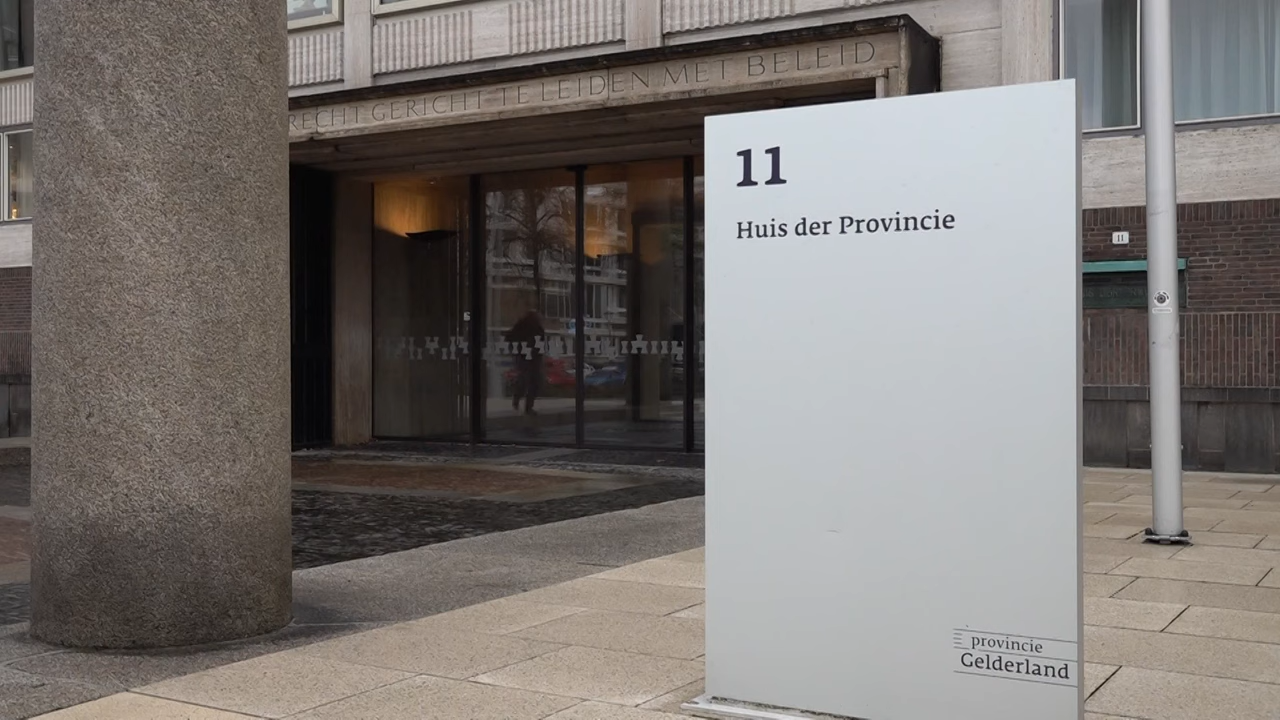 RECHT GERICHT TE LEIDEN MET BELEID
11
Huis der Provincie
11
provincie
Gelderland